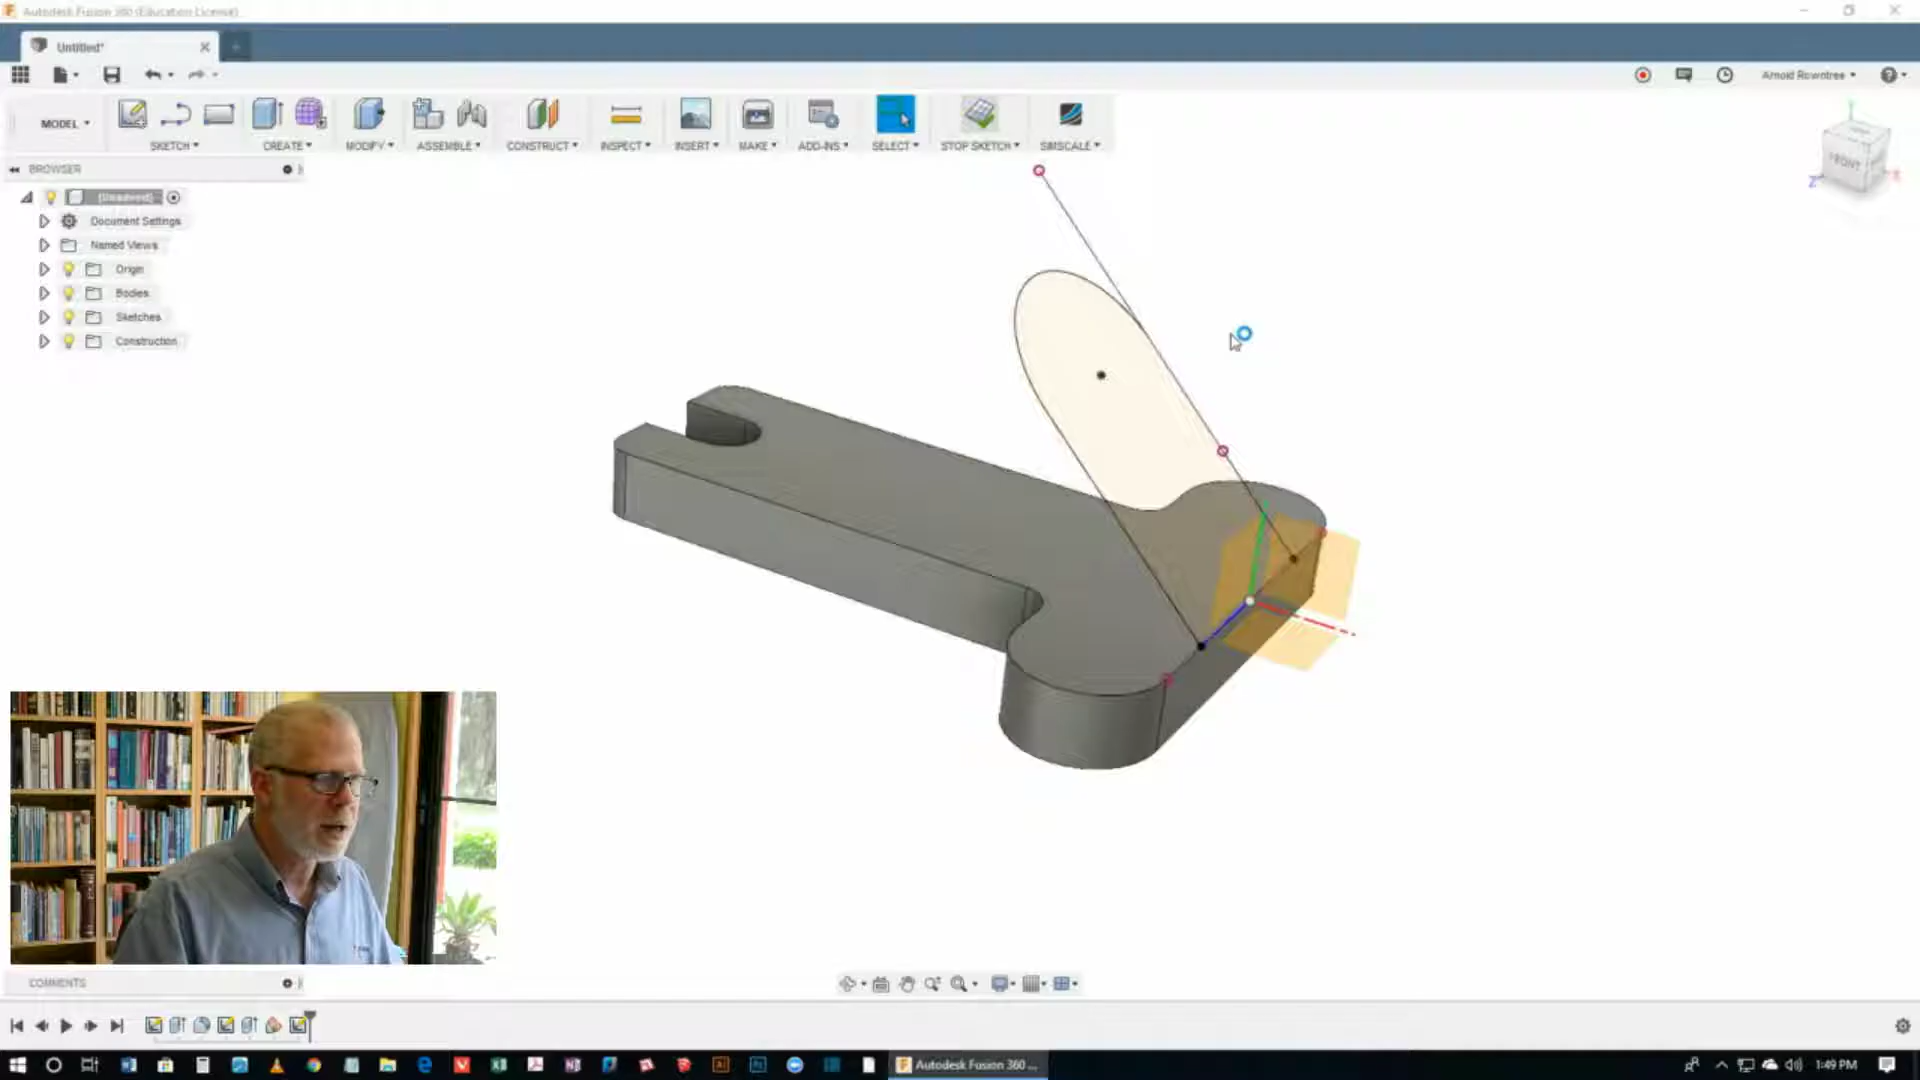 Autodesk Fusion 360 (Education License)
Untitled*
Arnold Rowntree
MODEL
SKETCH
CREATE
MODIFY
ASSEMBLE
CONSTRUCT
INSPECT
INSERT
MAKE
ADD-INS
SELECT
STOP SKETCH
SIMSCALE
BROWSER
(Unsaved)
Document Settings
Named Views
Origin
Bodies
Sketches
Construction
FRONT
X
Z
COMMENTS
Autodesk Fusion 360 ...
1:49 PM